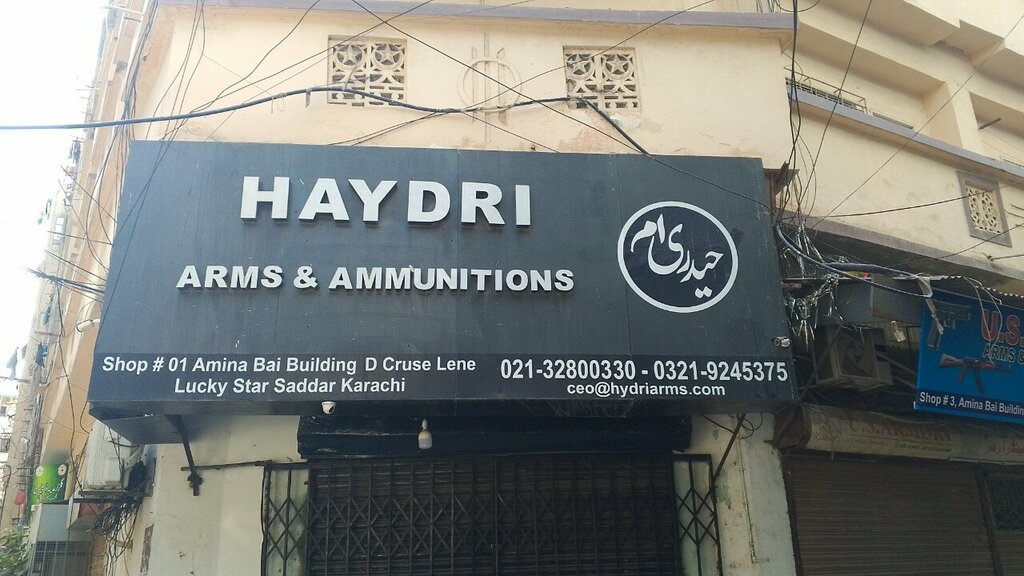 HAYDRI
ARMS & AMMUNITIONS
حیدری ام
Shop # 01 Amina Bai Building D Cruse Lene
Lucky Star Saddar Karachi
021-32800330 - 0321-9245375
ceo@hydriarms.com
U.S.
ARMS &
Shop # 3, Amina Bai Building